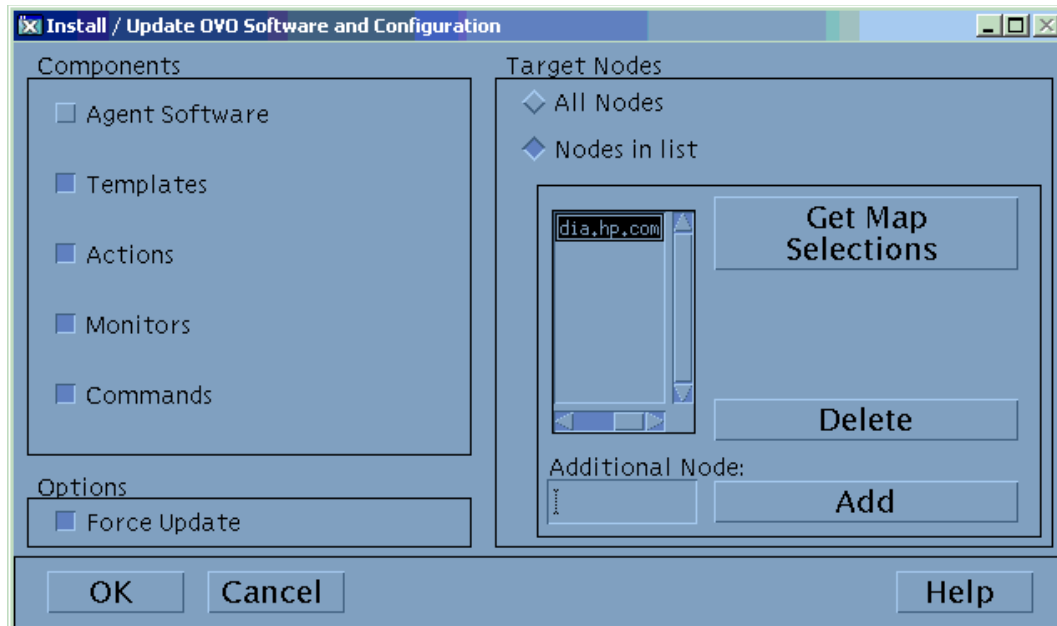 Install / Update OVO Software and Configuration
Components
Agent Software
Templates
Actions
Monitors
Commands
Options
Force Update
Target Nodes
All Nodes
Nodes in list
dia.hp.com
Get Map
Selections
Delete
Additional Node:
Add
OK
Cancel
Help